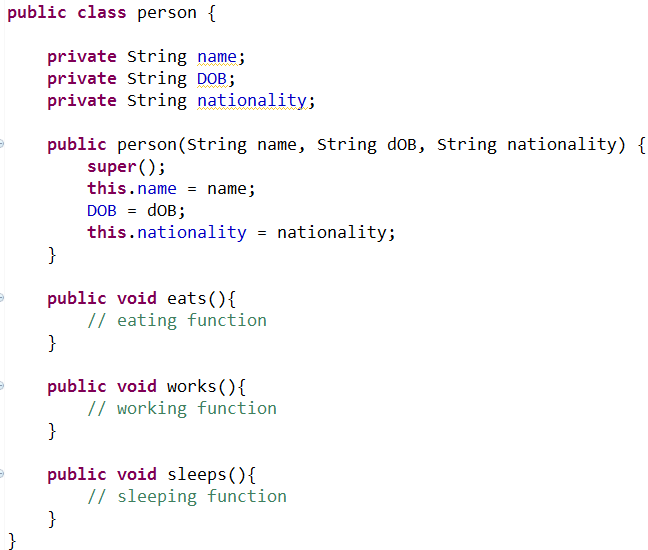 public class person {
private String name;
private String DOB;
private String nationality;
public person(String name, String dOB, String nationality) {
super();
this.name = name;
DOB = dOB;
this.nationality = nationality;
}
public void eats(){
// eating function
}
public void works(){
// working function
}
public void sleeps(){
// sleeping function
}
}